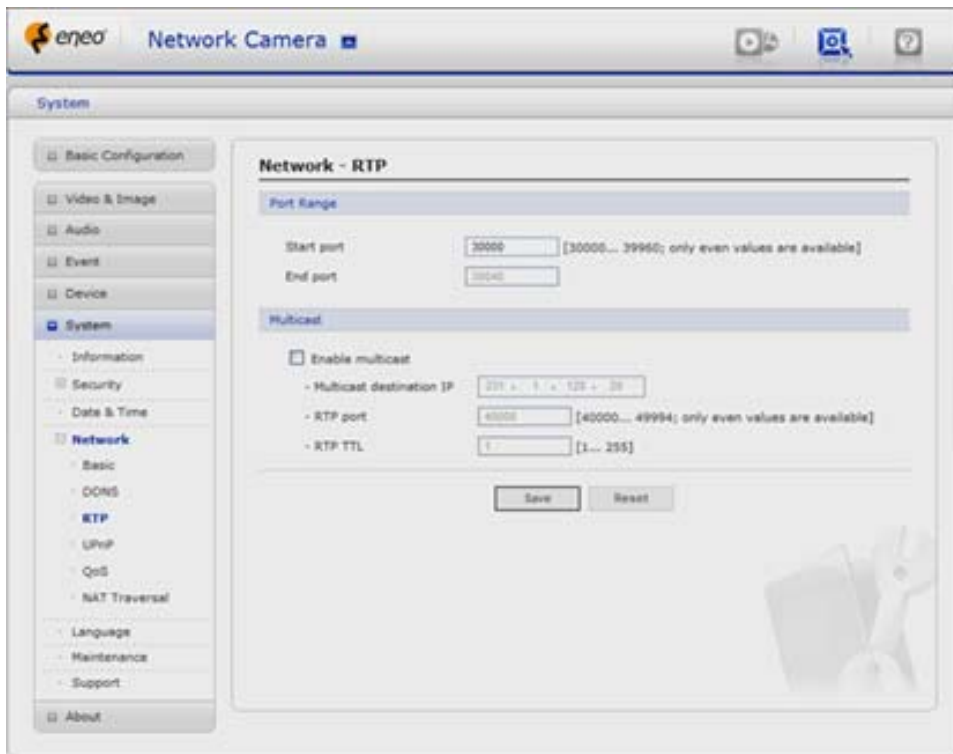 eneo
Network Camera
System
Basic Configuration
Video & Image
Audio
Event
Device
System
Information
Security
Date & Time
Network
Basic
DDNS
RTP
UPnP
QoS
NAT Traversal
Language
Maintenance
Support
About
Network - RTP
Port Range
Start port 30000 [30000... 39960; only even values are available]
End port 30040
Multicast
Enable multicast
- Multicast destination IP
- RTP port 40000 [40000... 49994; only even values are available]
- RTP TTL 1 [1... 255]
Save Reset